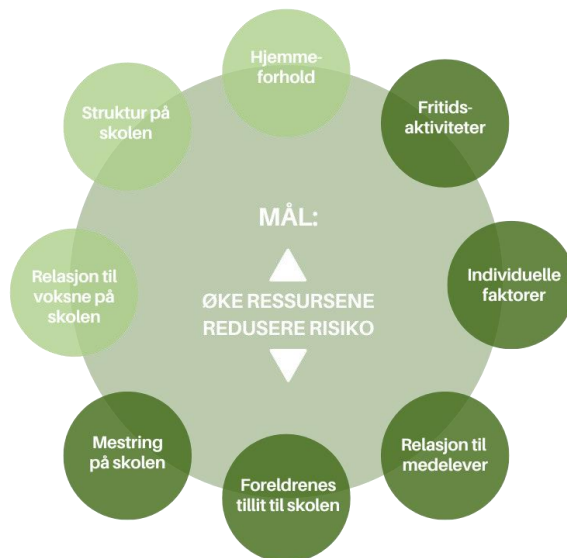 Hjemme-
forhold
Fritids-
aktiviteter
Individuelle
faktorer
Relasjon til
medelever
Foreldrenes
tillit til skolen
Mestring
på skolen
Relasjon til
voksne på
skolen
Struktur på
skolen
MÅL:
ØKE RESSURSENE
REDUSERE RISIKO